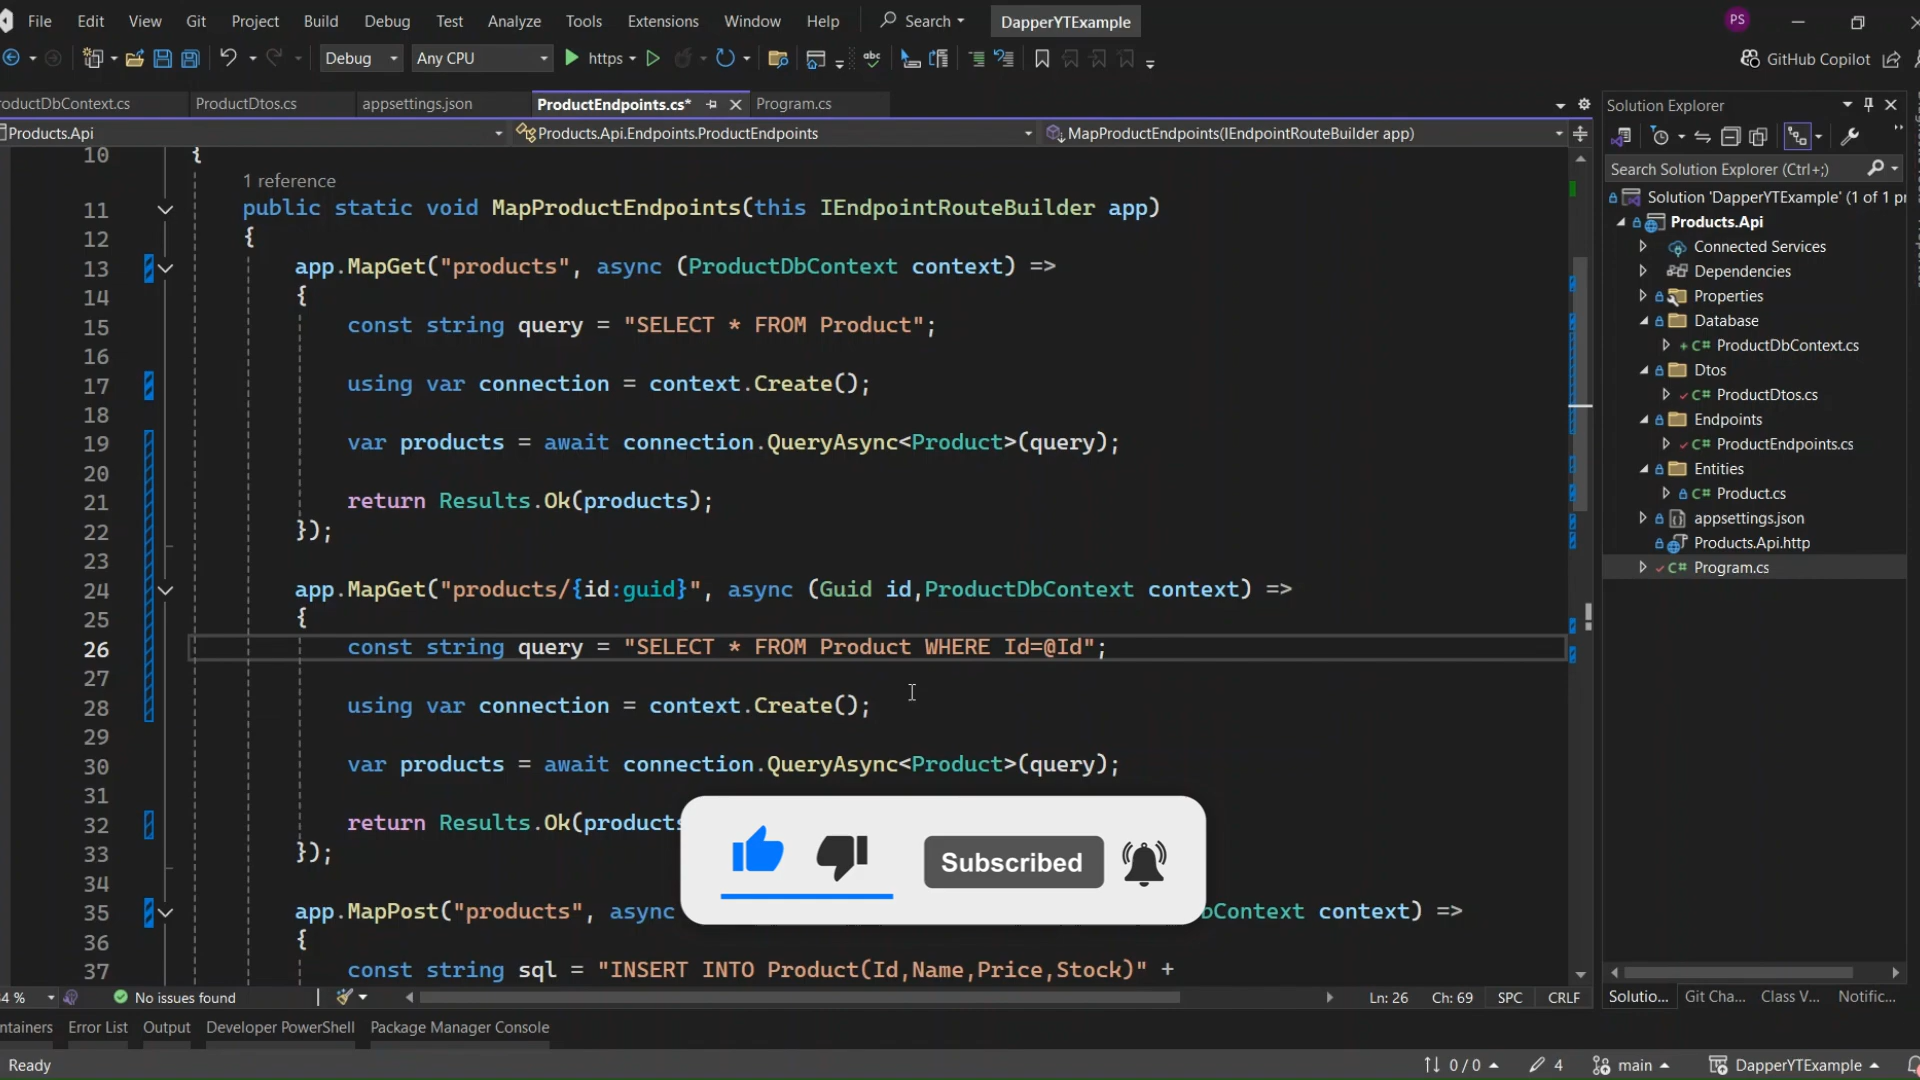 File Edit View Git Project Build Debug Test Analyze Tools Extensions Window Help Search DapperYTExample PS
Debug Any CPU https GitHub Copilot
roductDbContext.cs ProductDtos.cs appsettings.json ProductEndpoints.cs* Program.cs
Products.Api Products.Api.Endpoints.ProductEndpoints MapProductEndpoints(IEndpointRouteBuilder app)
10 {
1 reference
11 public static void MapProductEndpoints(this IEndpointRouteBuilder app)
12 {
13 app.MapGet("products", async (ProductDbContext context) =>
14 {
15 const string query = "SELECT * FROM Product";
16
17 using var connection = context.Create();
18
19 var products = await connection.QueryAsync<Product>(query);
20
21 return Results.Ok(products);
22 });
23
24 app.MapGet("products/{id:guid}", async (Guid id,ProductDbContext context) =>
25 {
26 const string query = "SELECT * FROM Product WHERE Id=@Id";
27
28 using var connection = context.Create();
29
30 var products = await connection.QueryAsync<Product>(query);
31
32 return Results.Ok(products
33 });
34
35 app.MapPost("products", async bContext context) =>
36 {
37 const string sql = "INSERT INTO Product(Id,Name,Price,Stock)" +
Subscribed
4 % No issues found Ln: 26 Ch: 69 SPC CRLF
Solution Explorer
Search Solution Explorer (Ctrl+;)
Solution 'DapperYTExample' (1 of 1 pr
Products.Api
Connected Services
Dependencies
Properties
Database
C# ProductDbContext.cs
Dtos
C# ProductDtos.cs
Endpoints
C# ProductEndpoints.cs
Entities
C# Product.cs
appsettings.json
Products.Api.http
C# Program.cs
Solutio... Git Cha... Class V... Notific...
ntainers Error List Output Developer PowerShell Package Manager Console
Ready 0 / 0 4 main DapperYTExample